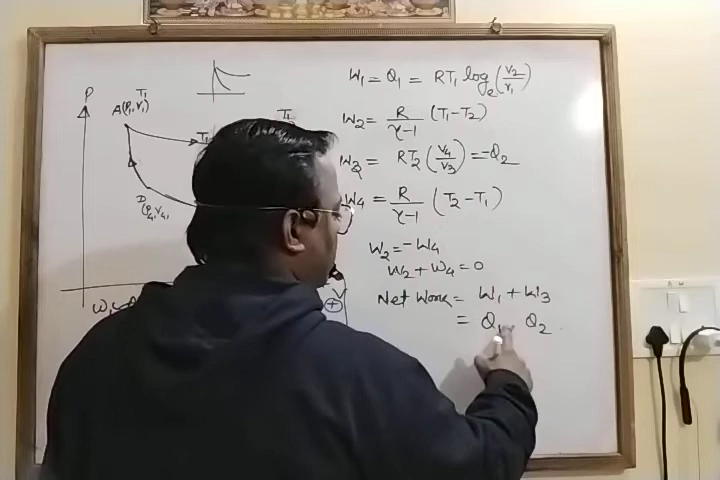 P
T₁
A(P₁,V₁)
T₁
T₁
D
(P₄,V₄,
V
(+)
W₁ = Q₁ = RT₁ logₑ(V₂/V₁)
W₂ = R/(γ-1) (T₁-T₂)
W₃ = RT₂(V₄/V₃) = -Q₂
W₄ = R/(γ-1) (T₂-T₁)
W₂ = -W₄
W₂ + W₄ = 0
Net Work = W₁ + W₃
= Q₁ Q₂